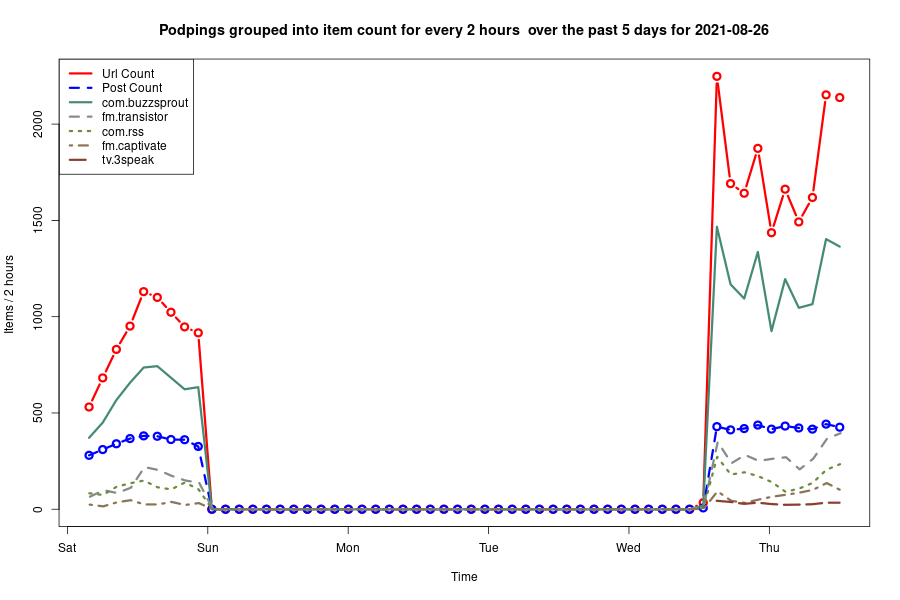 Podpings grouped into item count for every 2 hours  over the past 5 days for 2021-08-26
Url Count
Post Count
com.buzzsprout
fm.transistor
com.rss
fm.captivate
tv.3speak
Items / 2 hours
2000
1500
1000
500
0
Sat Sun Mon Tue Wed Thu
Time